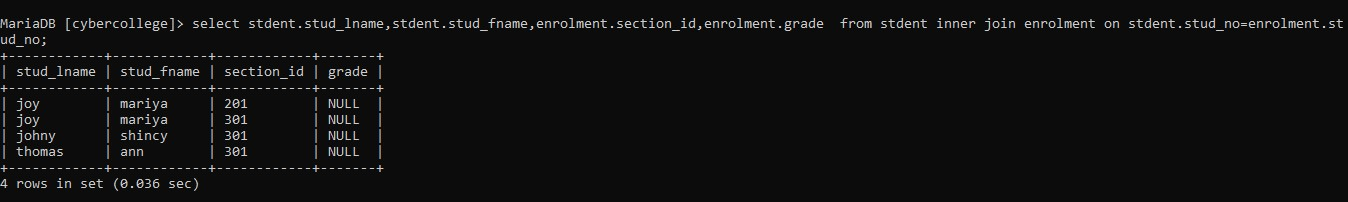 MariaDB [cybercollege]> select stdent.stud_lname,stdent.stud_fname,enrolment.section_id,enrolment.grade  from stdent inner join enrolment on stdent.stud_no=enrolment.st
ud_no;
+------------+------------+------------+-------+
| stud_lname | stud_fname | section_id | grade |
+------------+------------+------------+-------+
| joy        | mariya     | 201        | NULL  |
| joy        | mariya     | 301        | NULL  |
| johny      | shincy     | 301        | NULL  |
| thomas     | ann        | 301        | NULL  |
+------------+------------+------------+-------+
4 rows in set (0.036 sec)